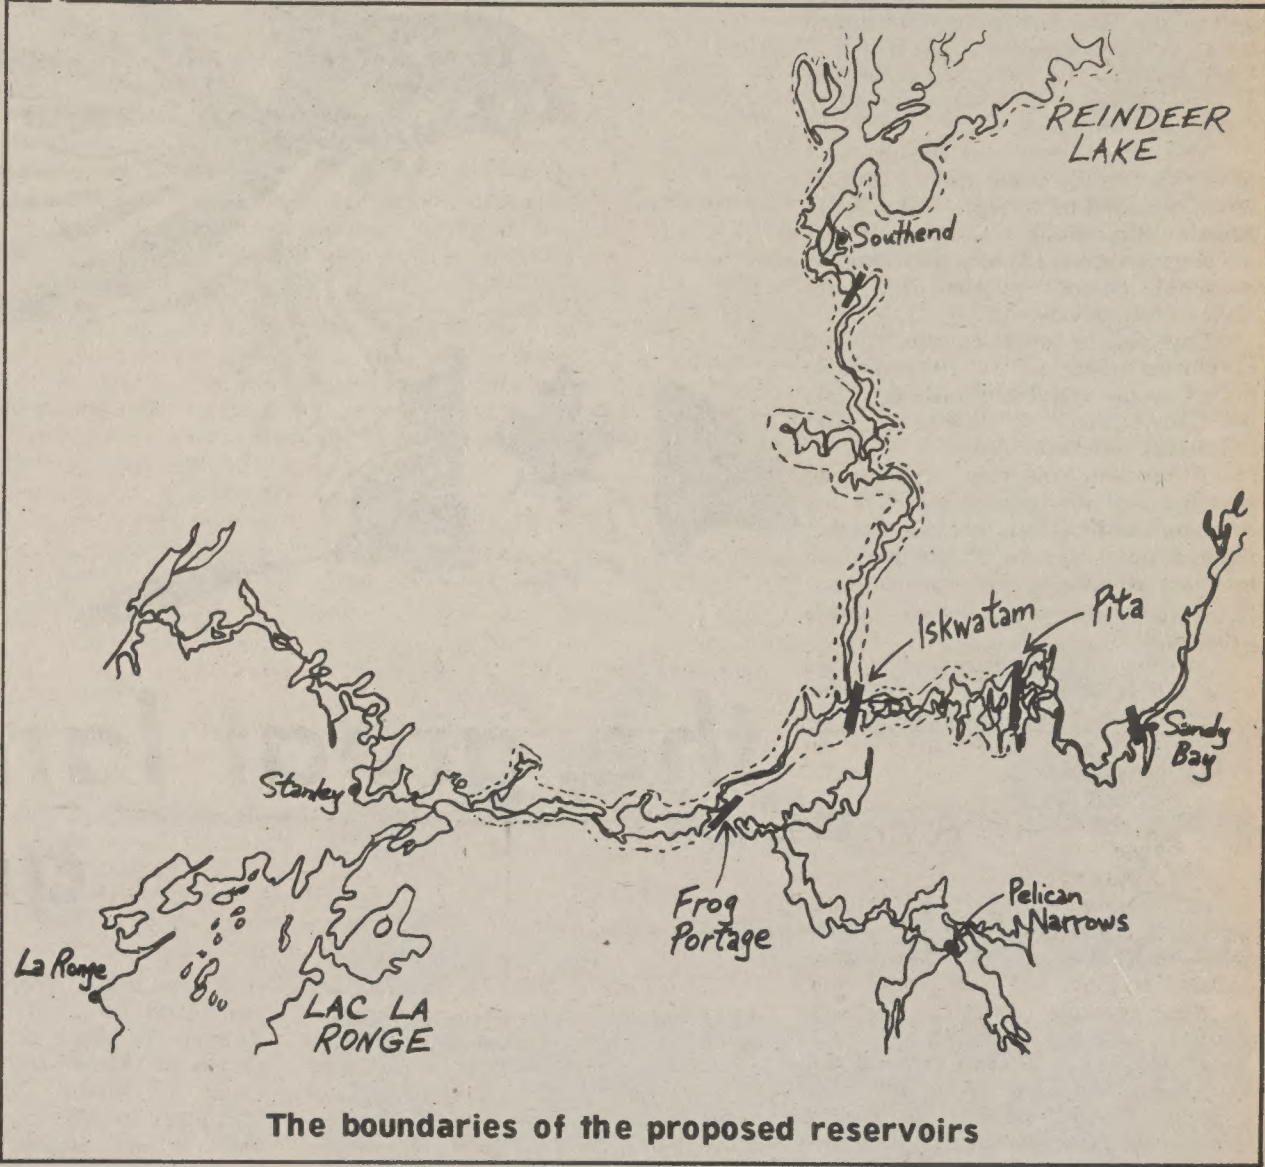 REINDEER
LAKE
Southend
Iskwatam
Pita
Sandy
Bay
Stanley
Frog
Portage
Pelican
Narrows
La Ronge
LAC LA
RONGE
The boundaries of the proposed reservoirs